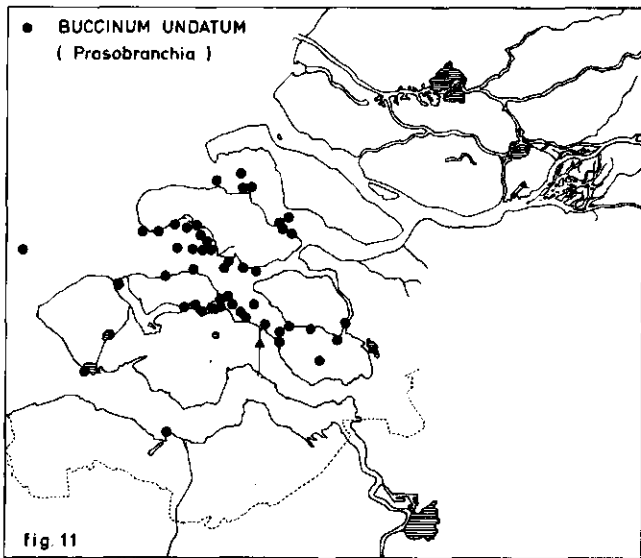 ● BUCCINUM UNDATUM
( Prosobranchia )
fig. 11